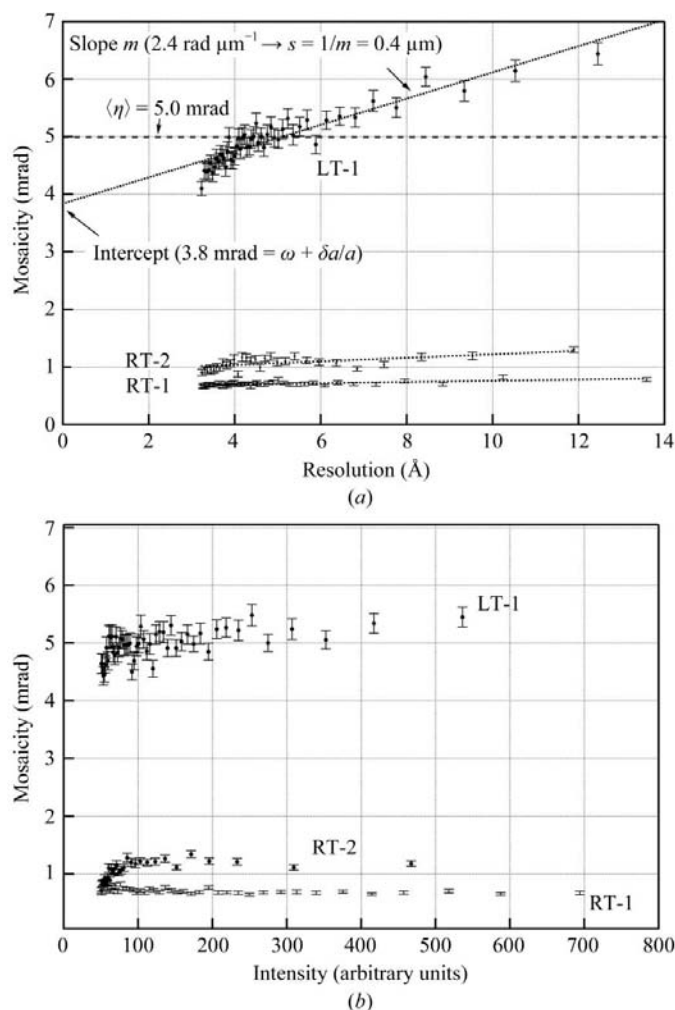 7
Slope m (2.4 rad μm⁻¹ → s = 1/m = 0.4 μm)
6
⟨η⟩ = 5.0 mrad
5
LT-1
4
Mosaicity (mrad)
Intercept (3.8 mrad = ω + δa/a)
3
2
RT-2
1
RT-1
0
0 2 4 6 8 10 12 14
Resolution (Å)
(a)
7
6
LT-1
5
4
Mosaicity (mrad)
3
2
RT-2
1
RT-1
0 100 200 300 400 500 600 700 800
Intensity (arbitrary units)
(b)